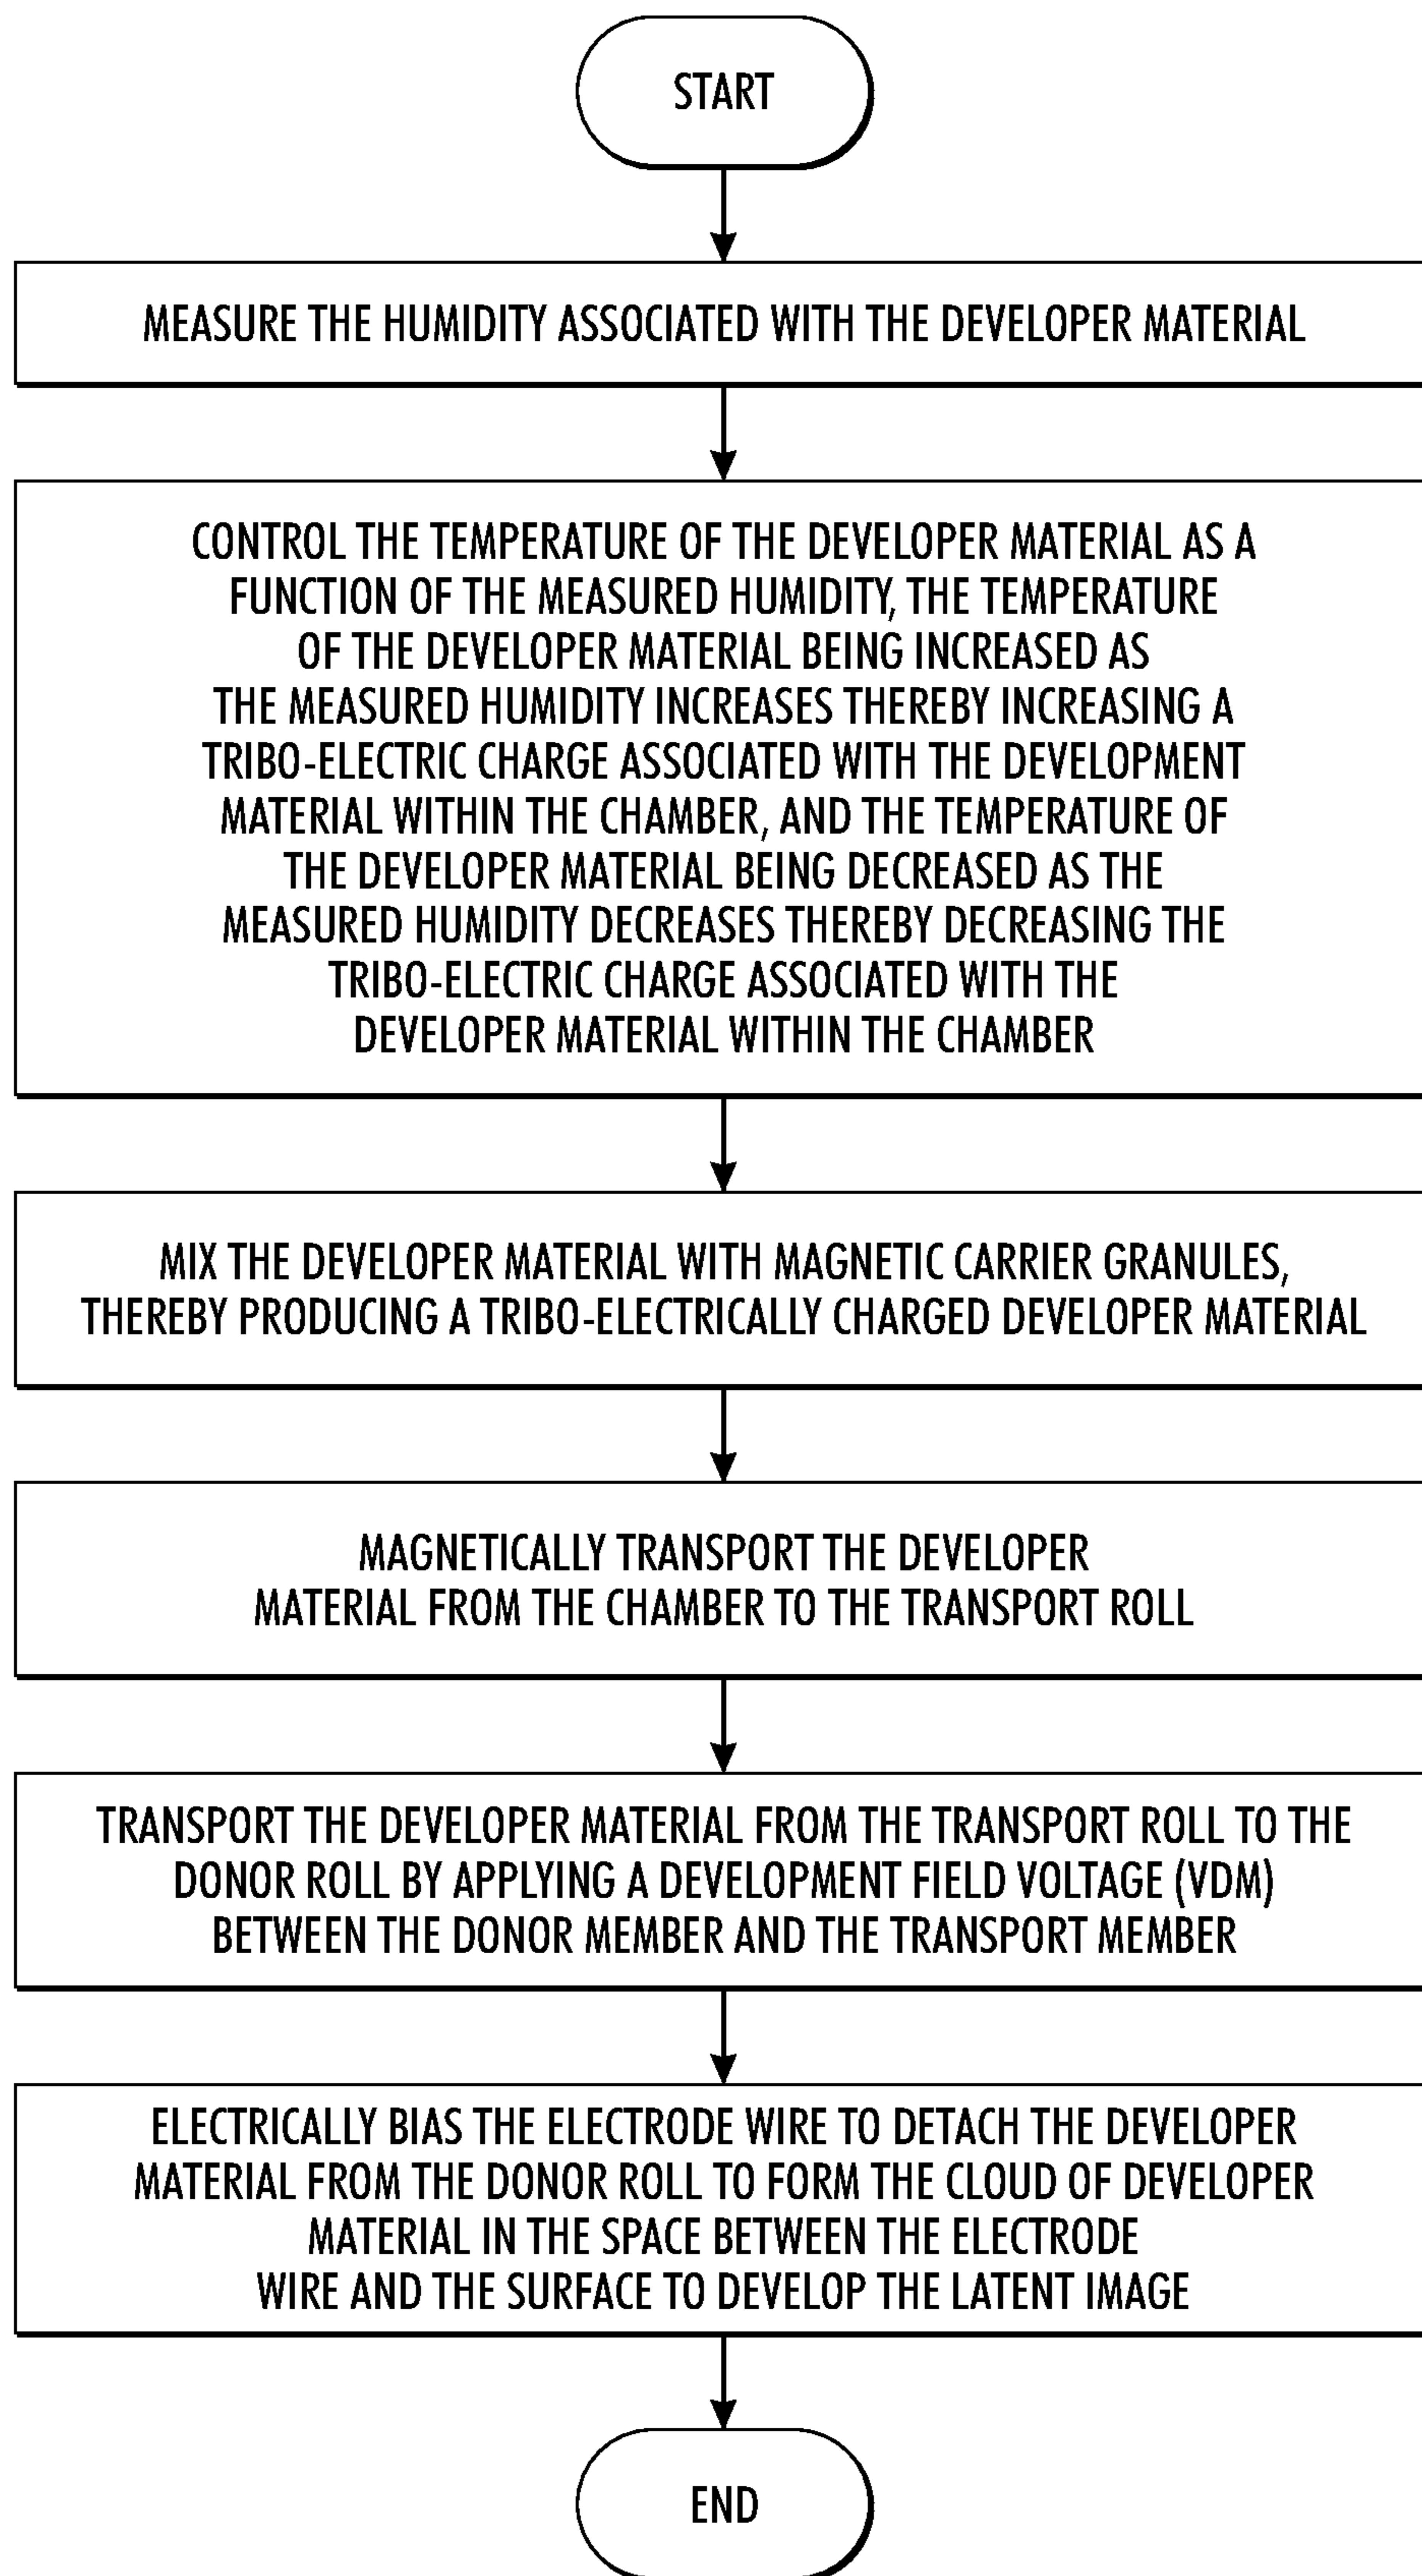 START
MEASURE THE HUMIDITY ASSOCIATED WITH THE DEVELOPER MATERIAL
CONTROL THE TEMPERATURE OF THE DEVELOPER MATERIAL AS A
FUNCTION OF THE MEASURED HUMIDITY, THE TEMPERATURE
OF THE DEVELOPER MATERIAL BEING INCREASED AS
THE MEASURED HUMIDITY INCREASES THEREBY INCREASING A
TRIBO-ELECTRIC CHARGE ASSOCIATED WITH THE DEVELOPMENT
MATERIAL WITHIN THE CHAMBER, AND THE TEMPERATURE OF
THE DEVELOPER MATERIAL BEING DECREASED AS THE
MEASURED HUMIDITY DECREASES THEREBY DECREASING THE
TRIBO-ELECTRIC CHARGE ASSOCIATED WITH THE
DEVELOPER MATERIAL WITHIN THE CHAMBER
MIX THE DEVELOPER MATERIAL WITH MAGNETIC CARRIER GRANULES,
THEREBY PRODUCING A TRIBO-ELECTRICALLY CHARGED DEVELOPER MATERIAL
MAGNETICALLY TRANSPORT THE DEVELOPER
MATERIAL FROM THE CHAMBER TO THE TRANSPORT ROLL
TRANSPORT THE DEVELOPER MATERIAL FROM THE TRANSPORT ROLL TO THE
DONOR ROLL BY APPLYING A DEVELOPMENT FIELD VOLTAGE (VDM)
BETWEEN THE DONOR MEMBER AND THE TRANSPORT MEMBER
ELECTRICALLY BIAS THE ELECTRODE WIRE TO DETACH THE DEVELOPER
MATERIAL FROM THE DONOR ROLL TO FORM THE CLOUD OF DEVELOPER
MATERIAL IN THE SPACE BETWEEN THE ELECTRODE
WIRE AND THE SURFACE TO DEVELOP THE LATENT IMAGE
END